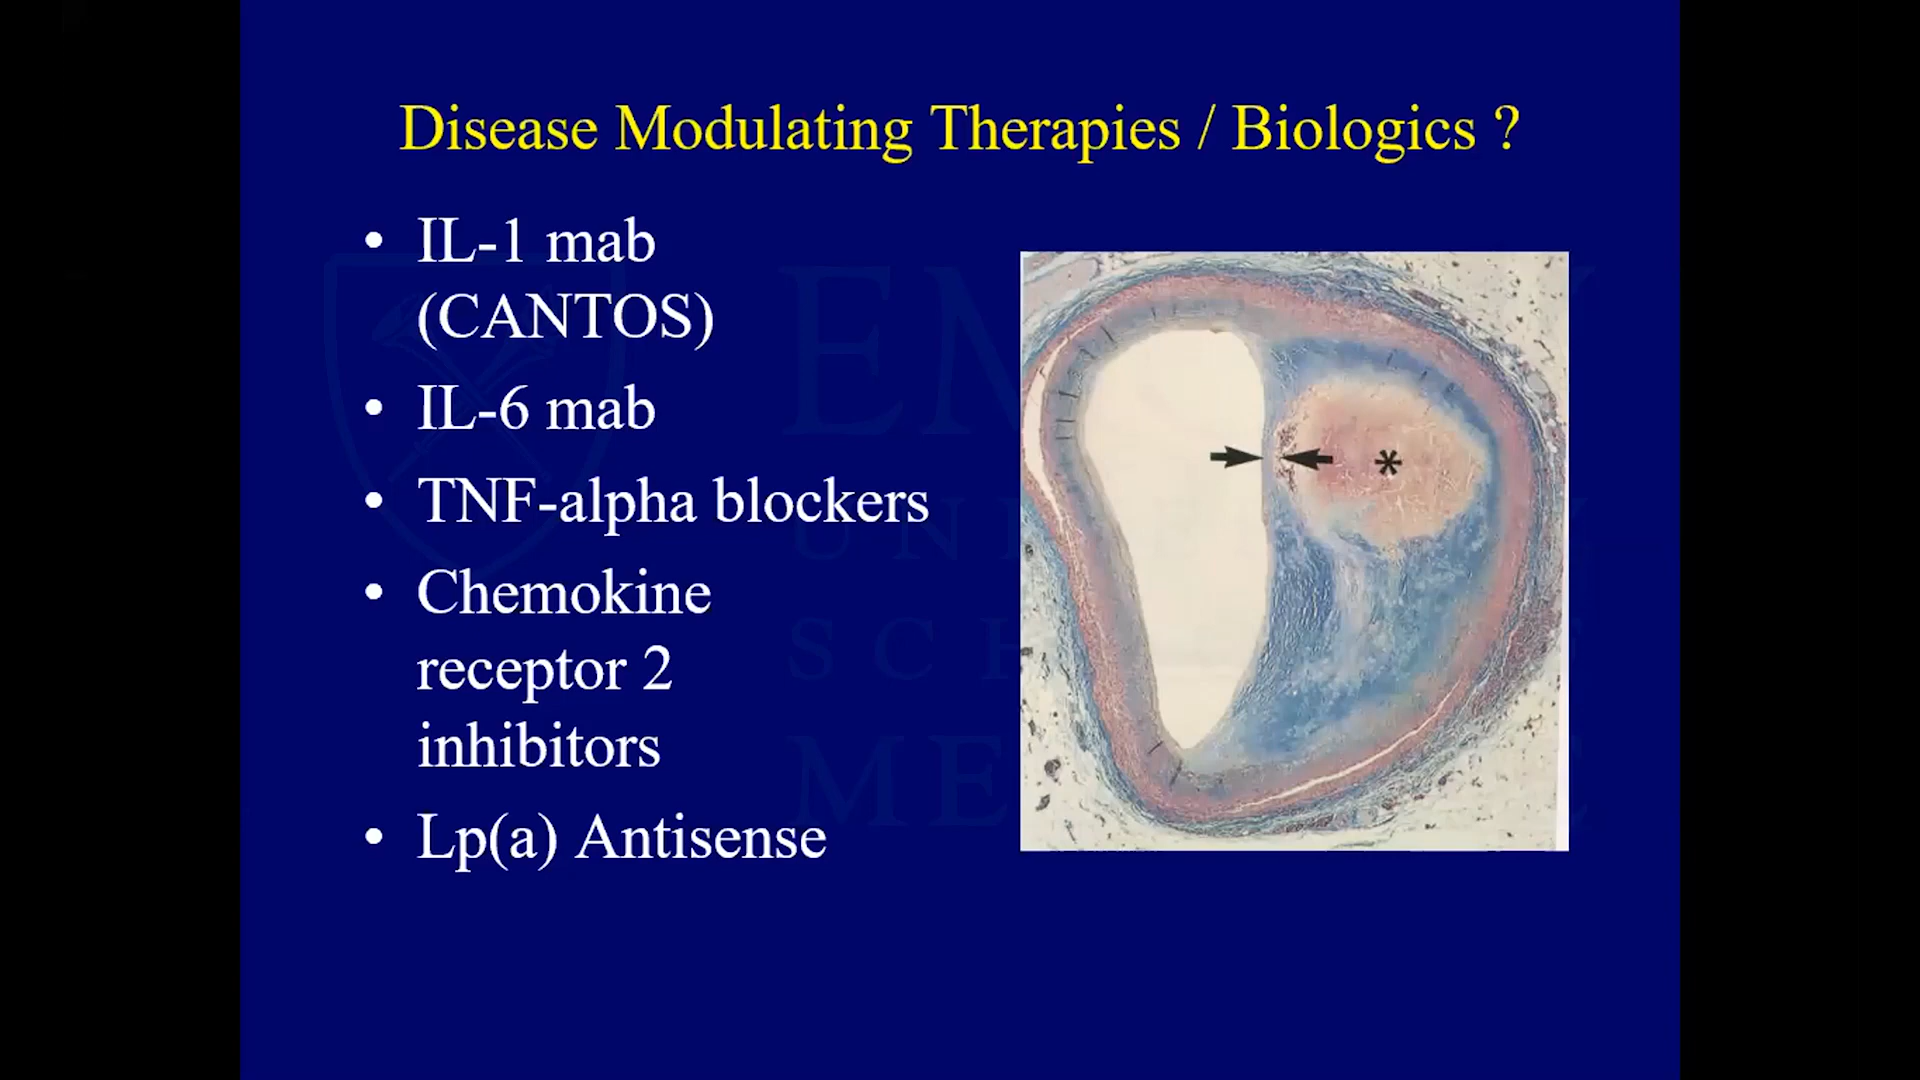 Disease Modulating Therapies / Biologics ?
• IL-1 mab
(CANTOS)
• IL-6 mab
• TNF-alpha blockers
• Chemokine
receptor 2
inhibitors
• Lp(a) Antisense
*